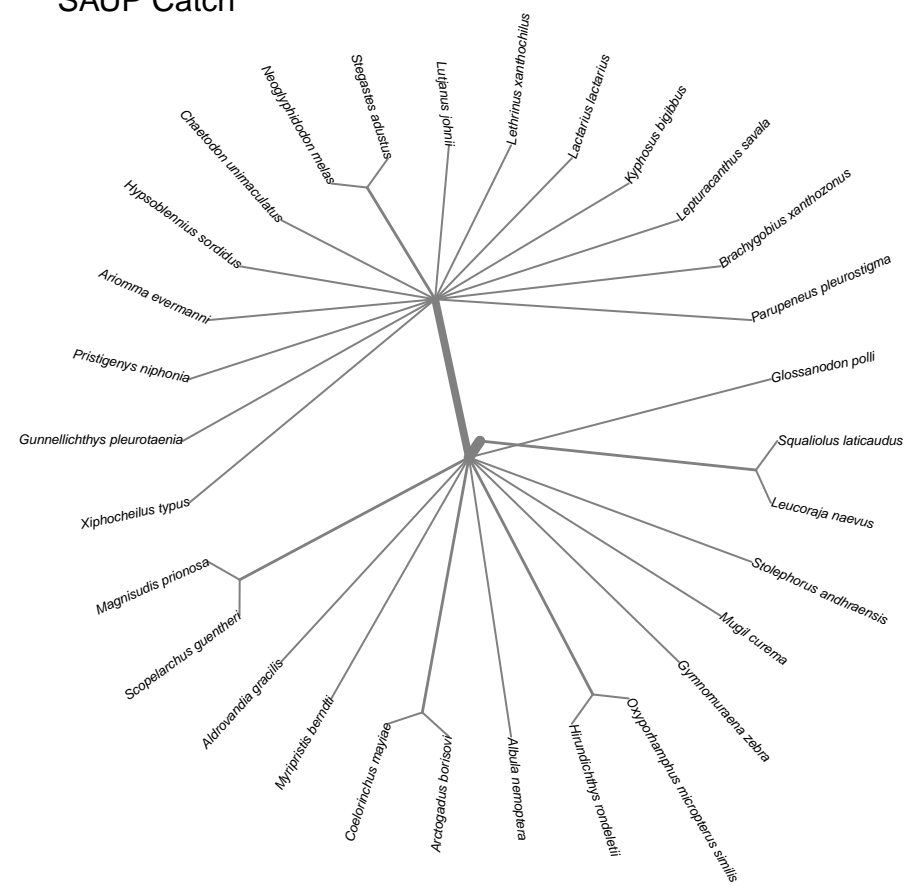 SAUP Catch
Lethrinus xanthochilus
Lactarius lactarius
Kyphosus bigibbus
Lepturacanthus savala
Brachygobius xanthozonus
Parupeneus pleurostigma
Glossanodon polli
Squaliolus laticaudus
Leucoraja naevus
Stolephorus andhraensis
Mugil curema
Gymnomuraena zebra
Oxyporhamphus micropterus similis
Hirundichthys rondeletii
Albula nemoptera
Arctogadus borisovi
Coelorinchus mayiae
Myripristis berndti
Aldrovandia gracilis
Scopelarchus guentheri
Magnisudis prionosa
Xiphocheilus typus
Gunnellichthys pleurotaenia
Pristigenys niphonia
Ariomma evermanni
Hypsoblennius sordidus
Chaetodon unimaculatus
Neoglyphidodon melas
Stegastes adustus
Lutjanus johnii